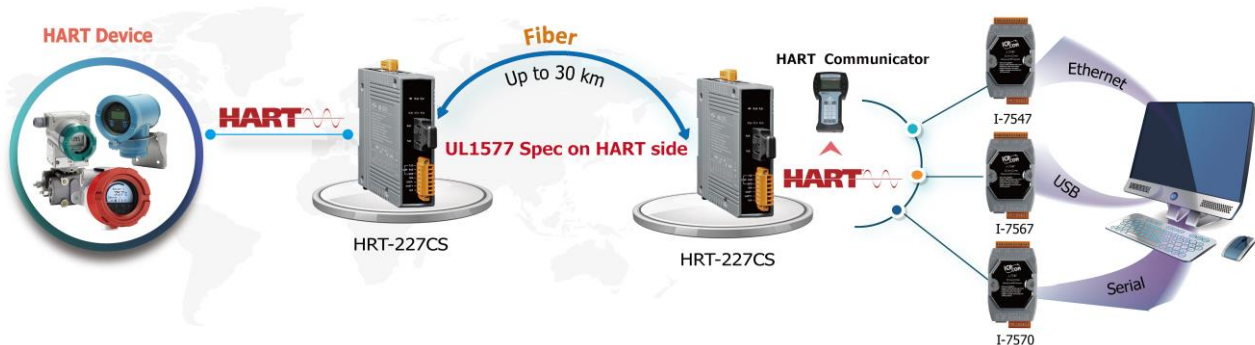 HART Device
HART
HRT-227CS
Fiber
Up to 30 km
UL1577 Spec on HART side
HRT-227CS
HART Communicator
HART
I-7547
I-7567
I-7570
Ethernet
USB
Serial